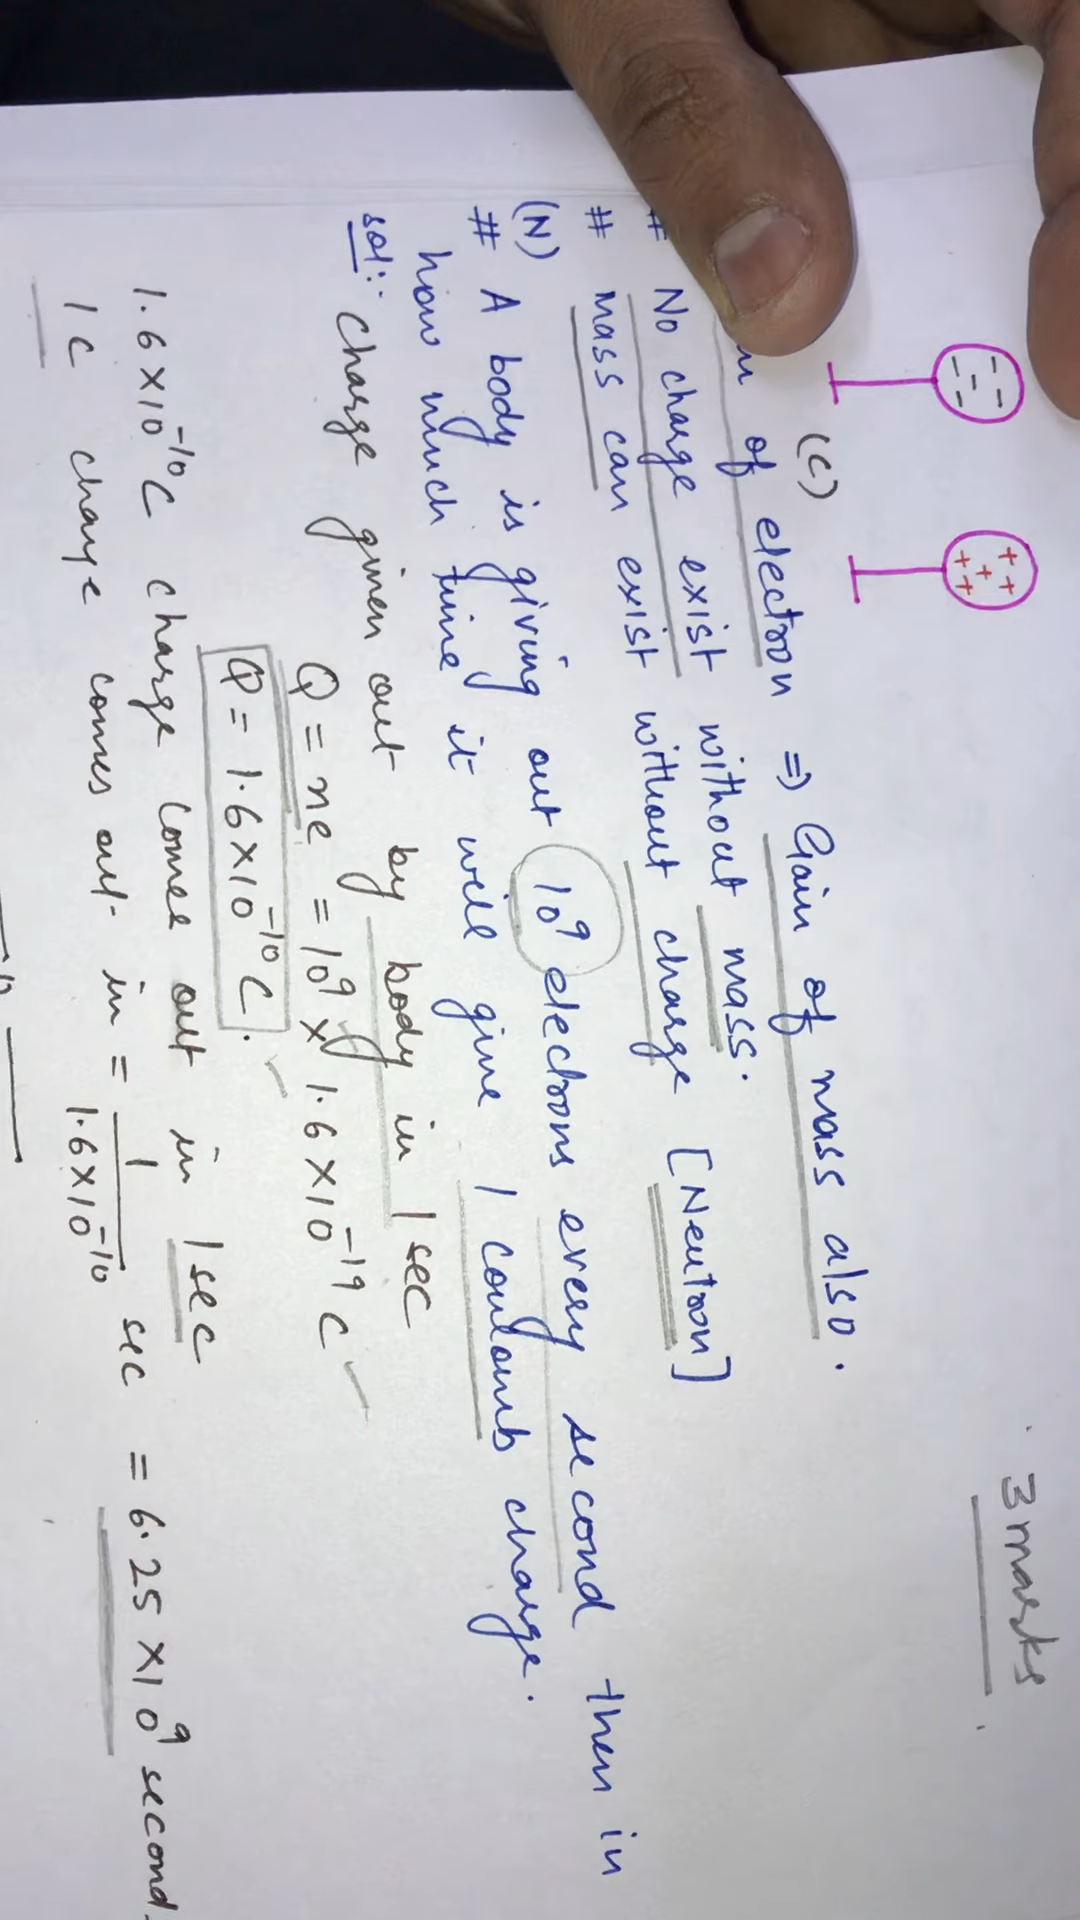 3 marks
(C)
of electron ⇒ Gain of mass also.
# No charge exist without mass.
# mass can exist without charge [Neutron]
(N)
# A body is giving out 10⁹ electrons every second then in
how much time it will give 1 coulomb charge.
sol:- charge given out by body in 1 sec
Q = ne = 10⁹ × 1.6 × 10⁻¹⁹ C
Q = 1.6 × 10⁻¹⁰ C.
1.6 × 10⁻¹⁰ C charge comes out in 1 sec
1 C charge comes out in = 1/1.6×10⁻¹⁰ sec = 6.25 × 10⁹ second.